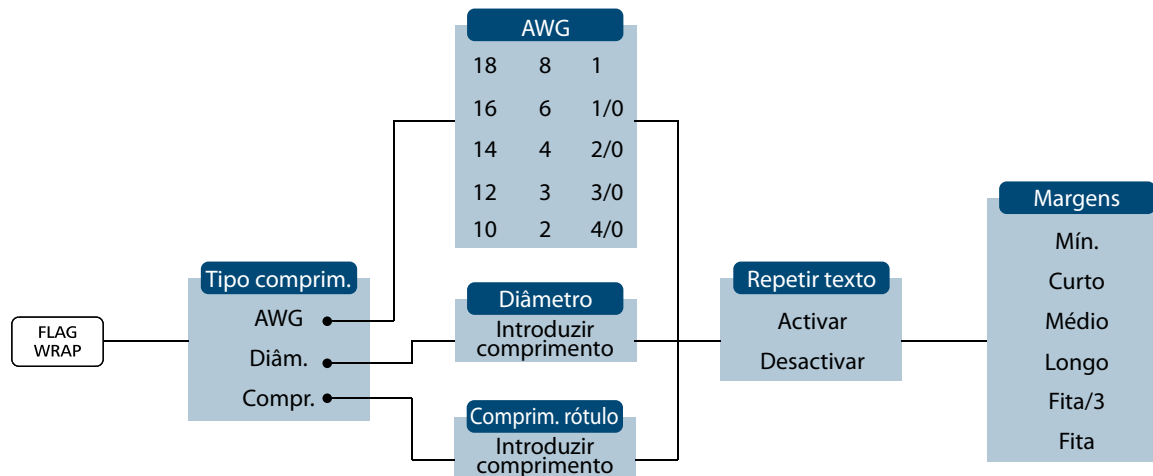 FLAG
WRAP
Tipo comprim.
AWG
Diâm.
Compr.
AWG
18 8 1
16 6 1/0
14 4 2/0
12 3 3/0
10 2 4/0
Diâmetro
Introduzir
comprimento
Comprim. rótulo
Introduzir
comprimento
Repetir texto
Activar
Desactivar
Margens
Mín.
Curto
Médio
Longo
Fita/3
Fita